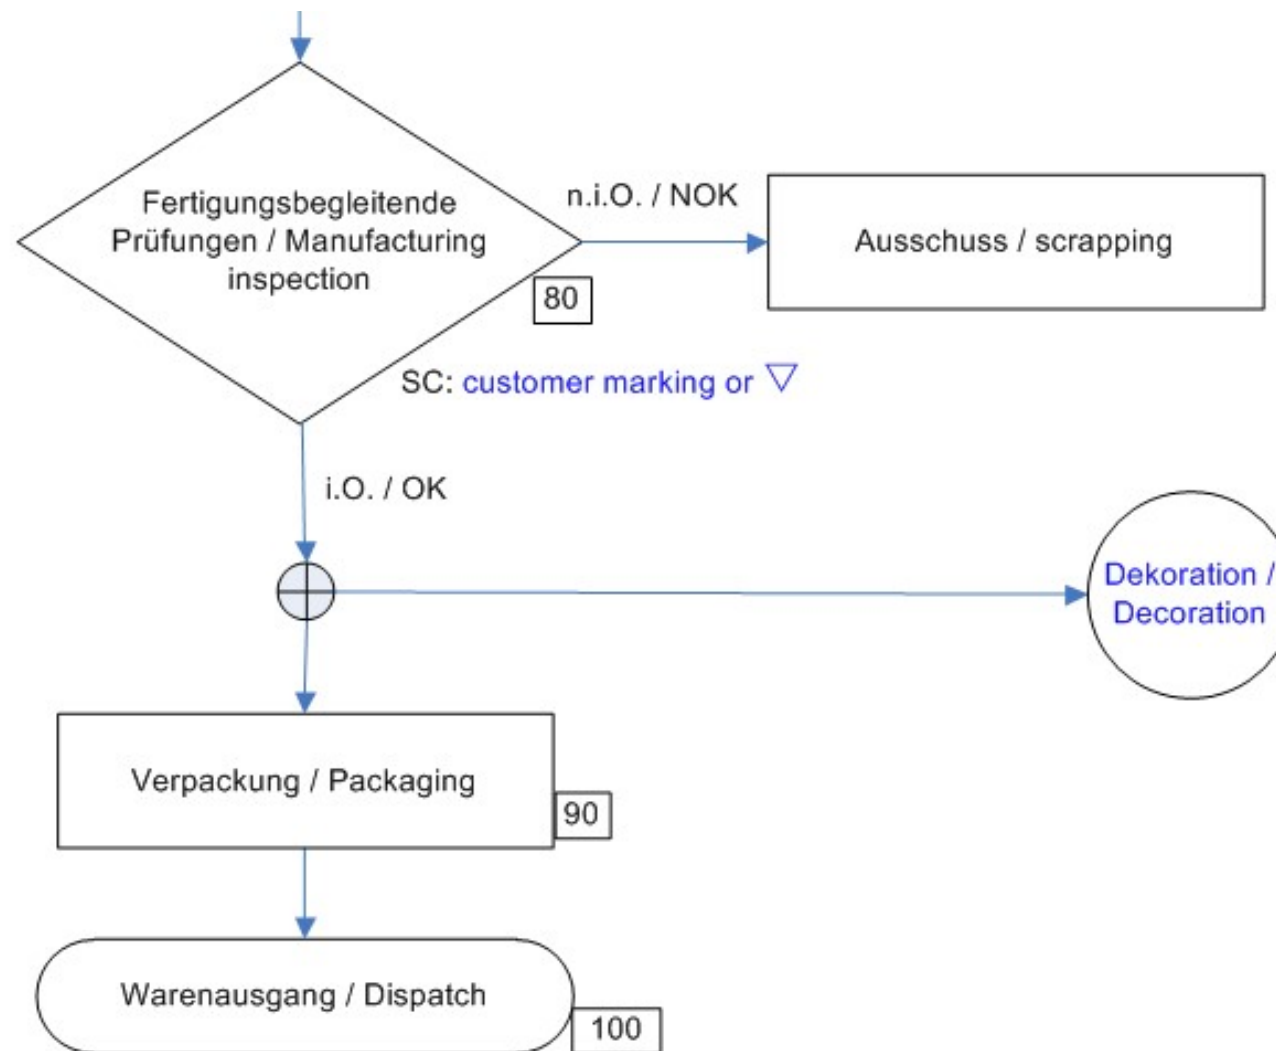 Fertigungsbegleitende
Prüfungen / Manufacturing
inspection
n.i.O. / NOK
Ausschuss / scrapping
80
SC: customer marking or ▽
i.O. / OK
Dekoration /
Decoration
Verpackung / Packaging
90
Warenausgang / Dispatch
100